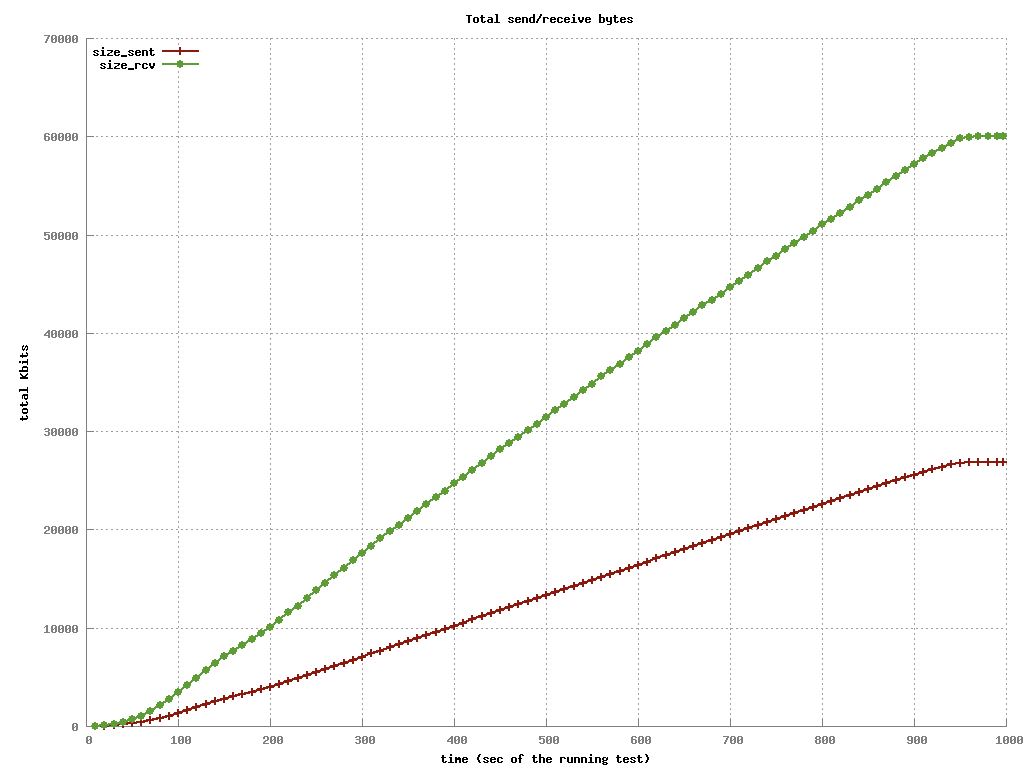 Total send/receive bytes
70000
size_sent
size_rcv
60000
50000
40000
total Kbits
30000
20000
10000
0
0 100 200 300 400 500 600 700 800 900 1000
time (sec of the running test)